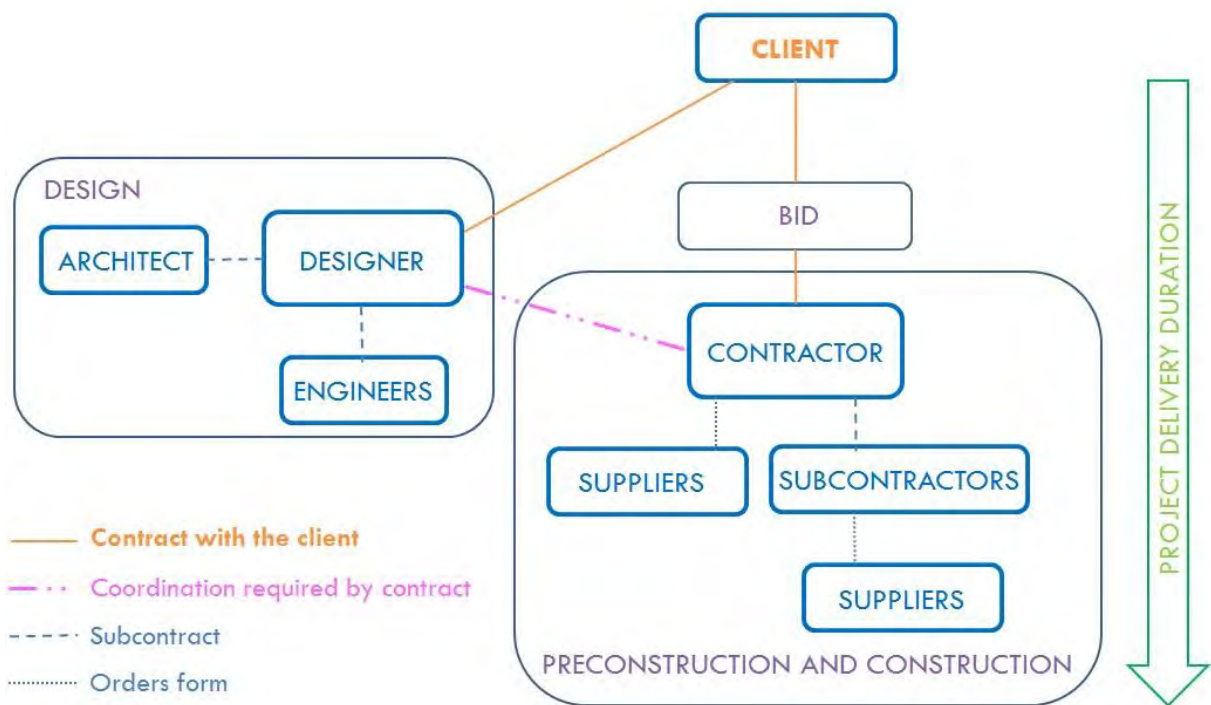 CLIENT
DESIGN
BID
ARCHITECT
DESIGNER
CONTRACTOR
ENGINEERS
SUPPLIERS
SUBCONTRACTORS
SUPPLIERS
PRECONSTRUCTION AND CONSTRUCTION
Contract with the client
Coordination required by contract
Subcontract
Orders form
PROJECT DELIVERY DURATION